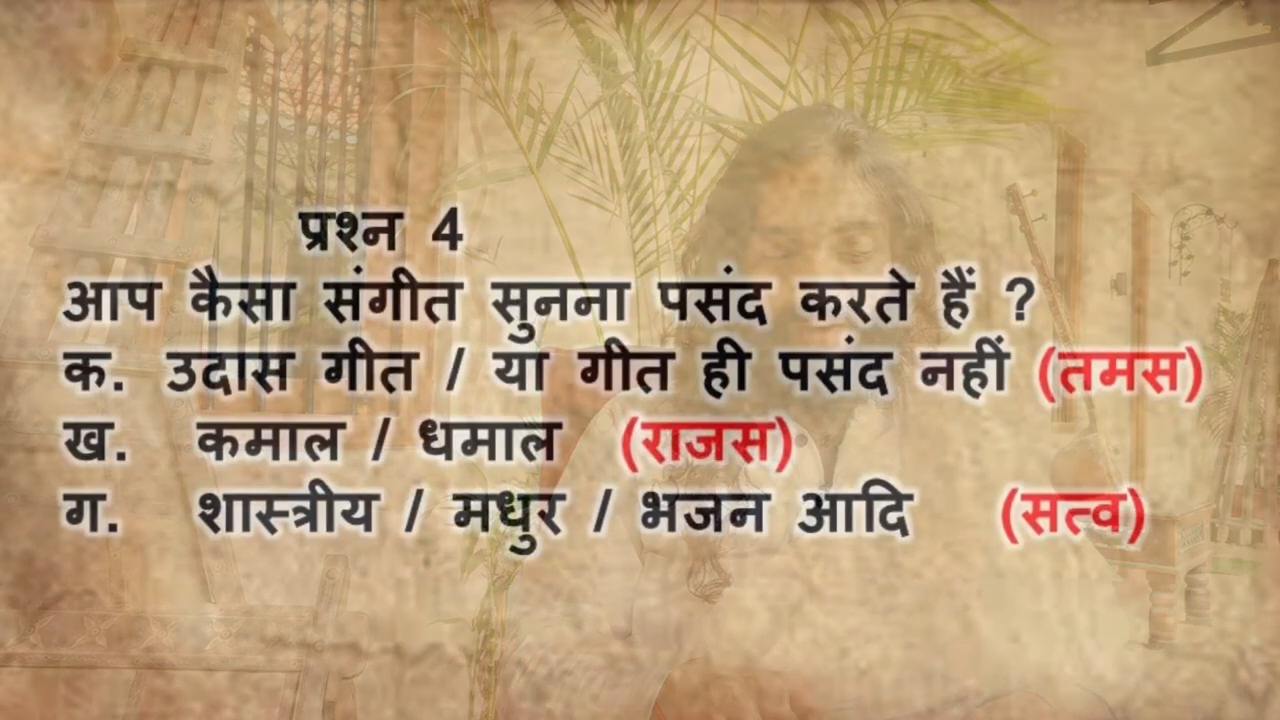 प्रश्न 4
आप कैसा संगीत सुनना पसंद करते हैं ?
क. उदास गीत / या गीत ही पसंद नहीं (तमस)
ख. कमाल / धमाल (राजस)
ग. शास्त्रीय / मधुर / भजन आदि (सत्व)